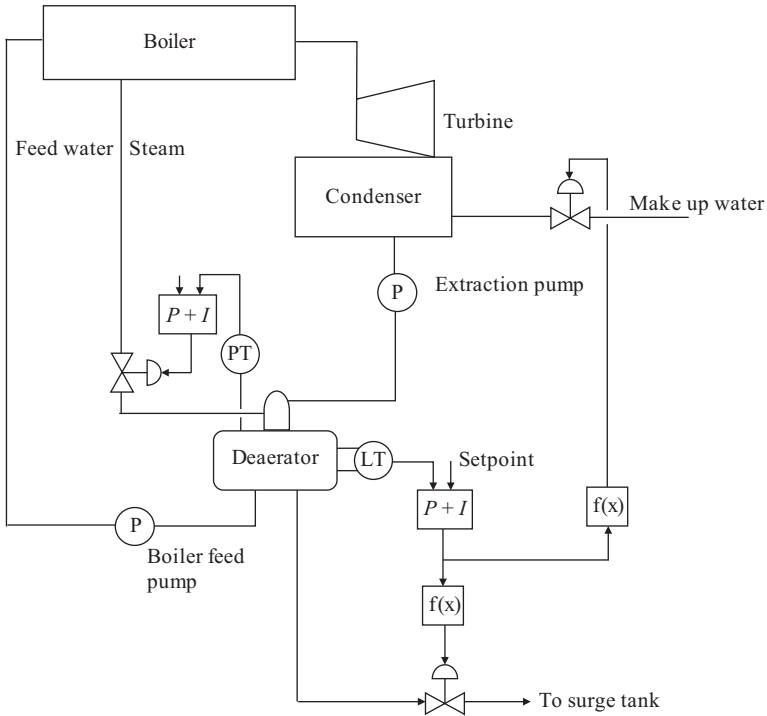 Boiler
Turbine
Feed water
Steam
Condenser
Make up water
P
Extraction pump
P + I
PT
Deaerator
LT
Setpoint
P + I
f(x)
P
Boiler feed
pump
f(x)
To surge tank